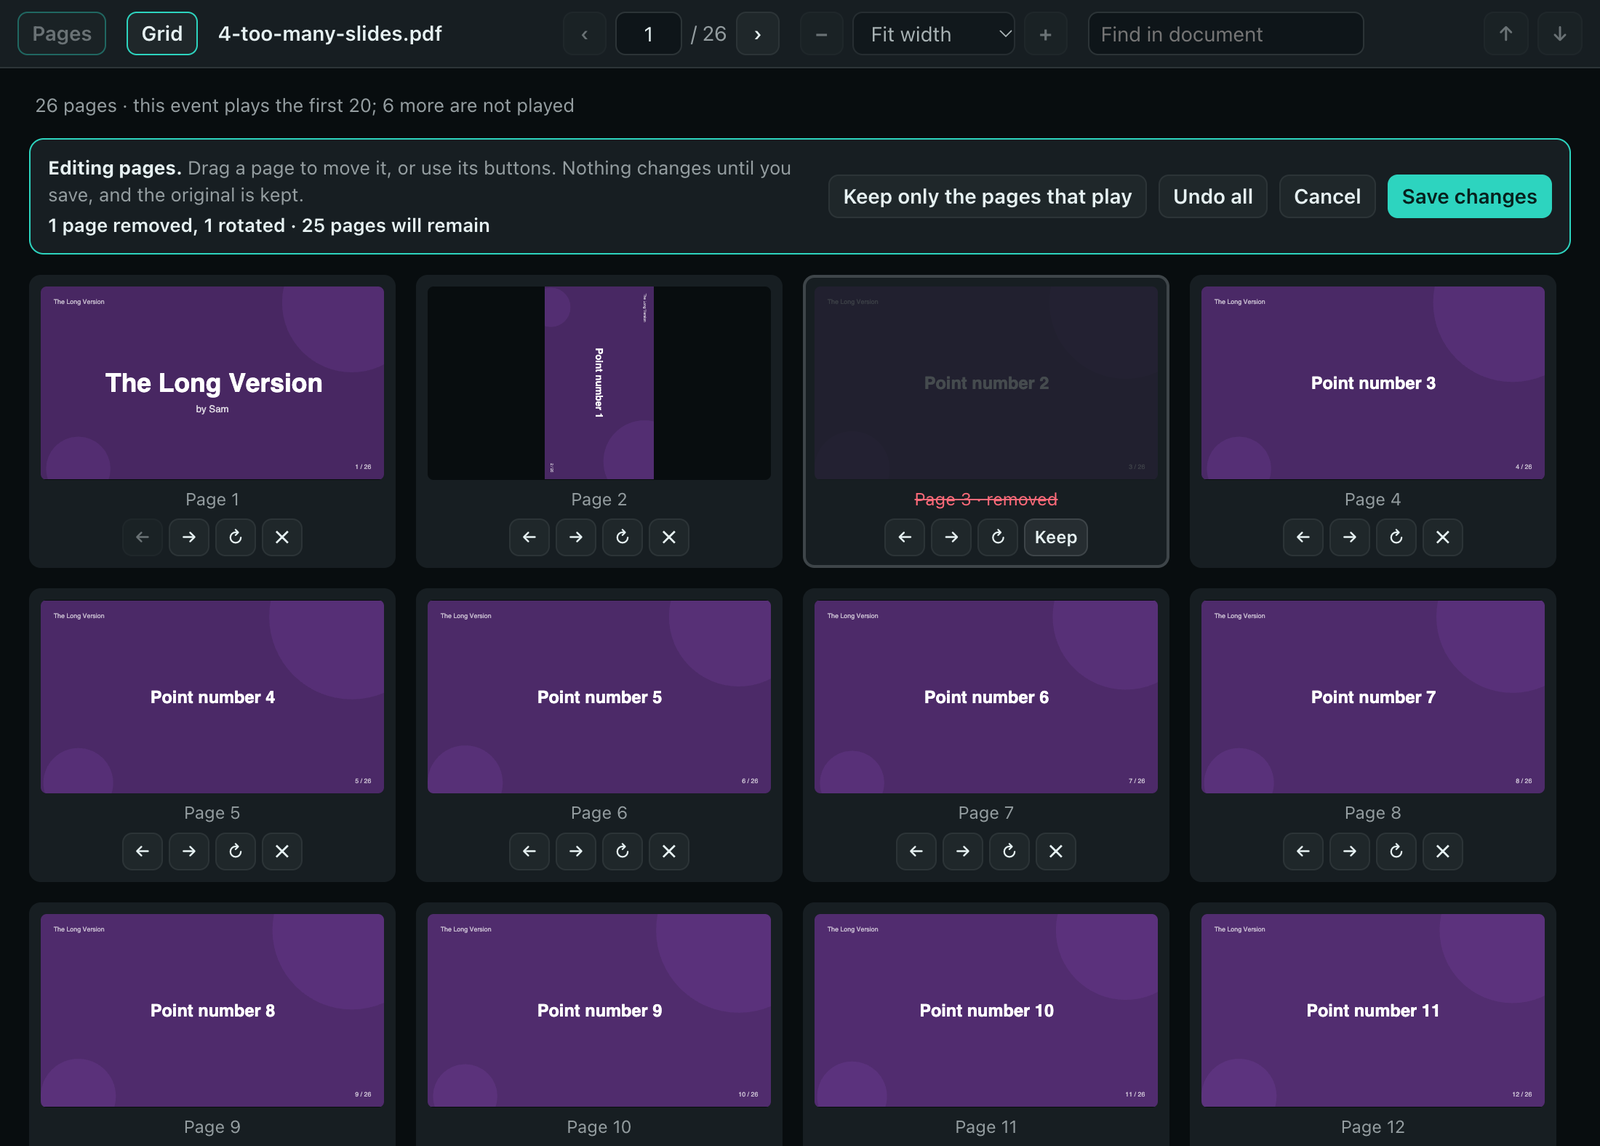 Pages Grid 4-too-many-slides.pdf ‹ 1 / 26 › − Fit width + Find in document ↑ ↓
26 pages · this event plays the first 20; 6 more are not played
Editing pages. Drag a page to move it, or use its buttons. Nothing changes until you
save, and the original is kept.
1 page removed, 1 rotated · 25 pages will remain
Keep only the pages that play Undo all Cancel Save changes
The Long Version
The Long Version
by Sam
1 / 26
Page 1
← → ↻ ✕
The Long Version
Point number 1
2 / 26
Page 2
← → ↻ ✕
The Long Version
Point number 2
3 / 26
Page 3 · removed
← → ↻ Keep
The Long Version
Point number 3
4 / 26
Page 4
← → ↻ ✕
The Long Version
Point number 4
5 / 26
Page 5
← → ↻ ✕
The Long Version
Point number 5
6 / 26
Page 6
← → ↻ ✕
The Long Version
Point number 6
7 / 26
Page 7
← → ↻ ✕
The Long Version
Point number 7
8 / 26
Page 8
← → ↻ ✕
The Long Version
Point number 8
9 / 26
Page 9
The Long Version
Point number 9
10 / 26
Page 10
The Long Version
Point number 10
11 / 26
Page 11
The Long Version
Point number 11
12 / 26
Page 12